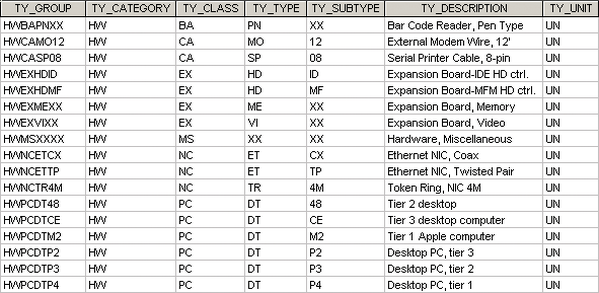 TY_GROUP TY_CATEGORY TY_CLASS TY_TYPE TY_SUBTYPE TY_DESCRIPTION TY_UNIT
HWBAPNXX HW BA PN XX Bar Code Reader, Pen Type UN
HWCAMO12 HW CA MO 12 External Modem Wire, 12' UN
HWCASP08 HW CA SP 08 Serial Printer Cable, 8-pin UN
HWEXHDID HW EX HD ID Expansion Board-IDE HD ctrl. UN
HWEXHDMF HW EX HD MF Expansion Board-MFM HD ctrl. UN
HWEXMEXX HW EX ME XX Expansion Board, Memory UN
HWEXVIXX HW EX VI XX Expansion Board, Video UN
HWMSXXXX HW MS XX XX Hardware, Miscellaneous UN
HWNCETCX HW NC ET CX Ethernet NIC, Coax UN
HWNCETTP HW NC ET TP Ethernet NIC, Twisted Pair UN
HWNCTR4M HW NC TR 4M Token Ring, NIC 4M UN
HWPCDT48 HW PC DT 48 Tier 2 desktop UN
HWPCDTCE HW PC DT CE Tier 3 desktop computer UN
HWPCDTM2 HW PC DT M2 Tier 1 Apple computer UN
HWPCDTP2 HW PC DT P2 Desktop PC, tier 3 UN
HWPCDTP3 HW PC DT P3 Desktop PC, tier 2 UN
HWPCDTP4 HW PC DT P4 Desktop PC, tier 1 UN